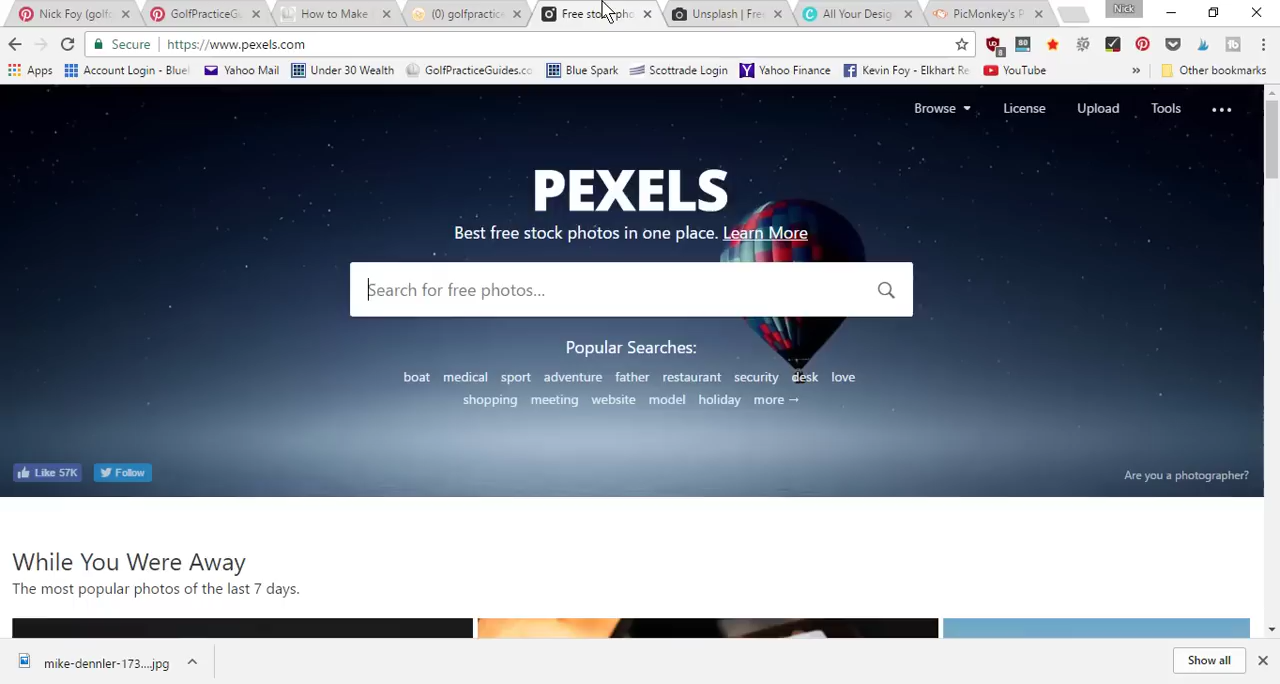 Nick Foy (golf
GolfPracticeGu
How to Make
(0) golfpractice
Free stock pho
Unsplash | Fre
All Your Desig
PicMonkey's P
Nick
Secure
https://www.pexels.com
Apps
Account Login - Blue
Yahoo Mail
Under 30 Wealth
GolfPracticeGuides.co
Blue Spark
Scottrade Login
Yahoo Finance
Kevin Foy - Elkhart Re
YouTube
»
Other bookmarks
Browse
License
Upload
Tools
PEXELS
Best free stock photos in one place. Learn More
Search for free photos...
Popular Searches:
boat medical sport adventure father restaurant security desk love
shopping meeting website model holiday more →
Like 57K
Follow
Are you a photographer?
While You Were Away
The most popular photos of the last 7 days.
mike-dennler-173....jpg
Show all